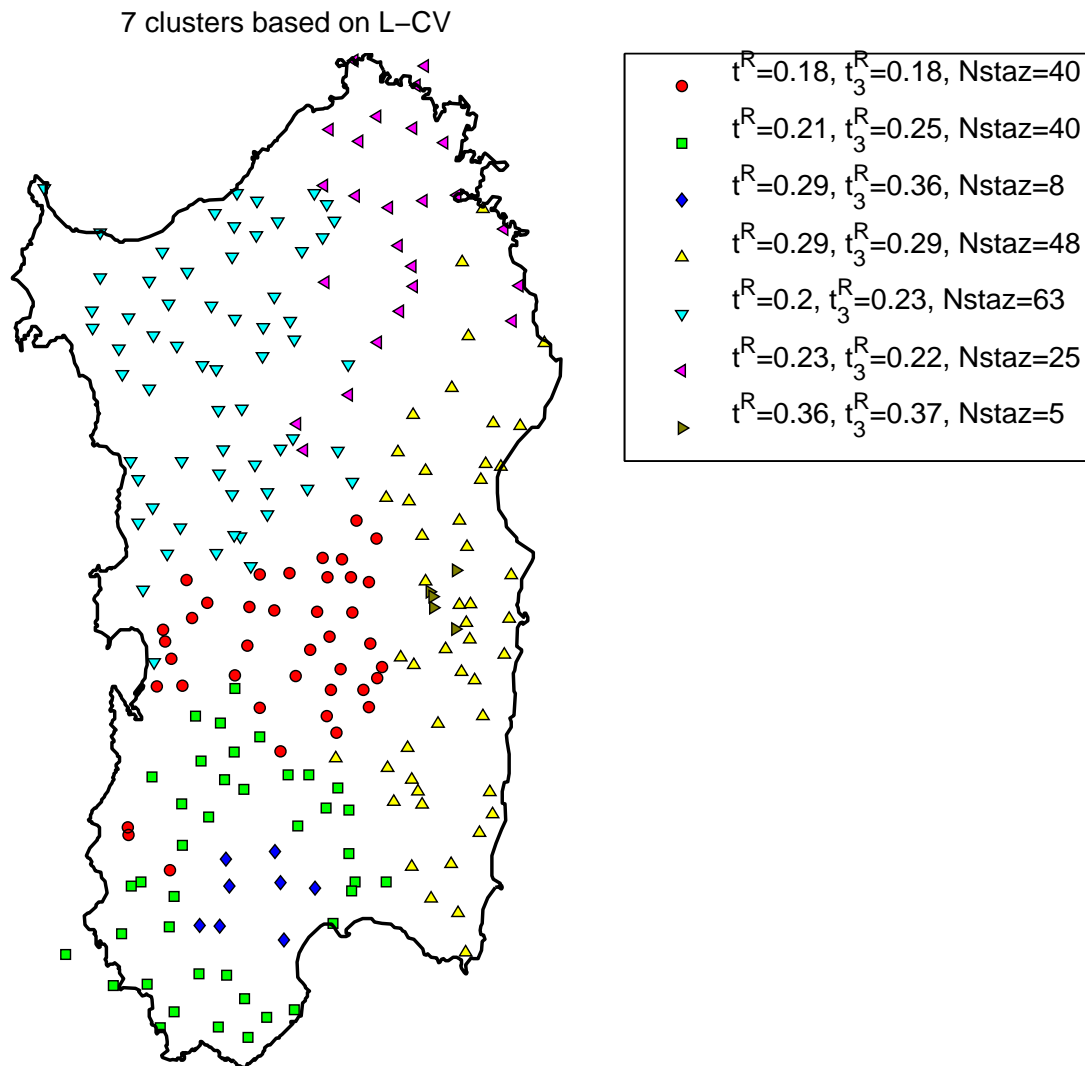 7 clusters based on L−CV
t^R=0.18, t_3^R=0.18, Nstaz=40
t^R=0.21, t_3^R=0.25, Nstaz=40
t^R=0.29, t_3^R=0.36, Nstaz=8
t^R=0.29, t_3^R=0.29, Nstaz=48
t^R=0.2, t_3^R=0.23, Nstaz=63
t^R=0.23, t_3^R=0.22, Nstaz=25
t^R=0.36, t_3^R=0.37, Nstaz=5